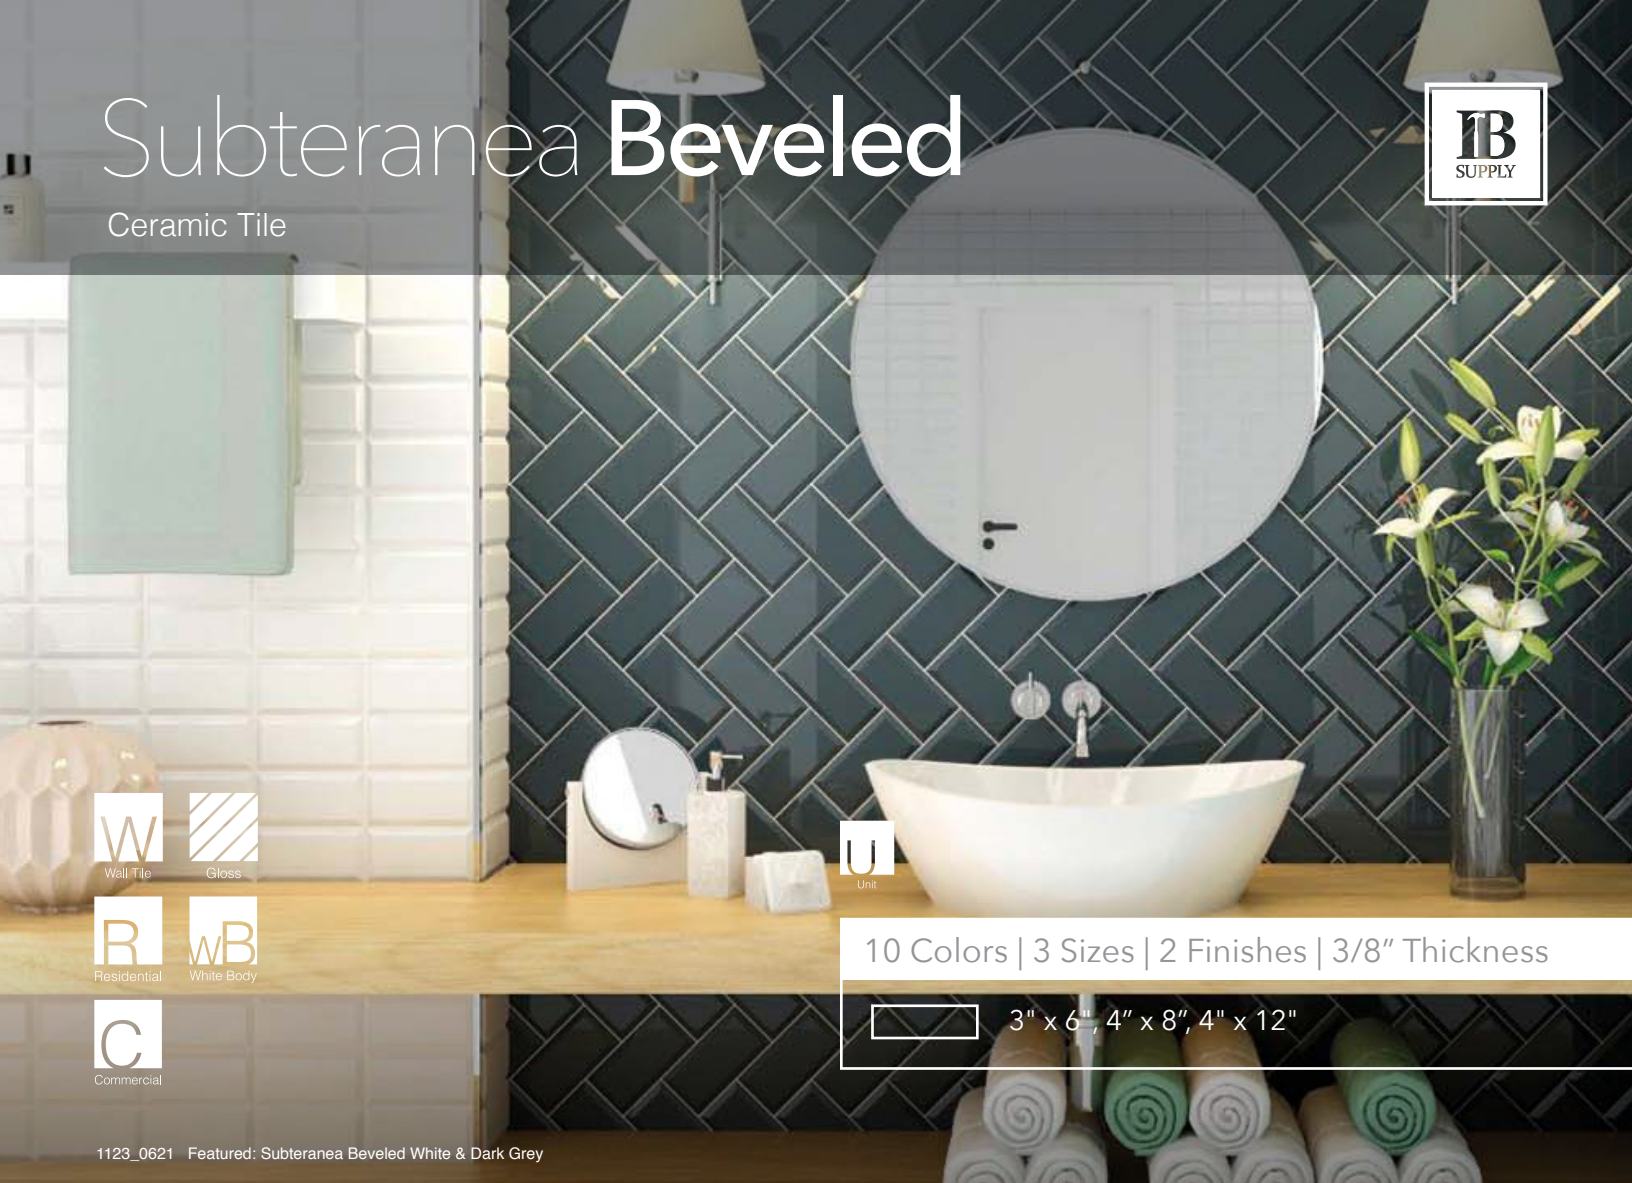 Subteranea Beveled
Ceramic Tile
IB
SUPPLY
W
Wall Tile
Gloss
R
Residential
WB
White Body
C
Commercial
U
Unit
10 Colors | 3 Sizes | 2 Finishes | 3/8” Thickness
3" x 6", 4” x 8”, 4" x 12"
1123_0621 Featured: Subteranea Beveled White & Dark Grey